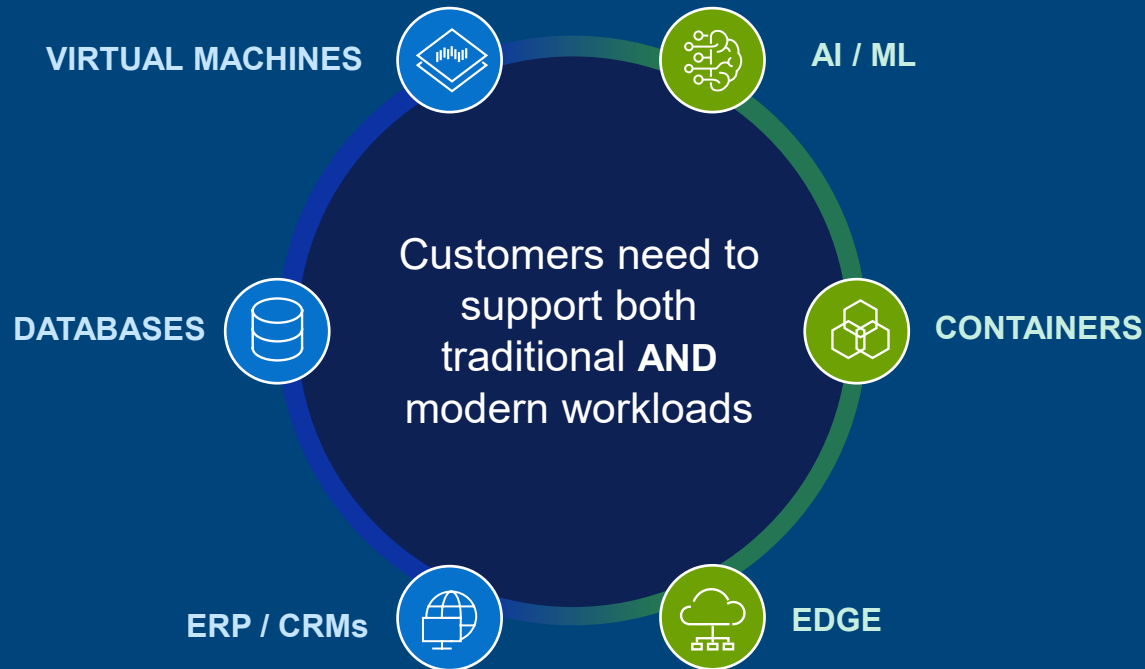 VIRTUAL MACHINES
AI / ML
Customers need to
support both
traditional AND
modern workloads
DATABASES
CONTAINERS
ERP / CRMs
EDGE